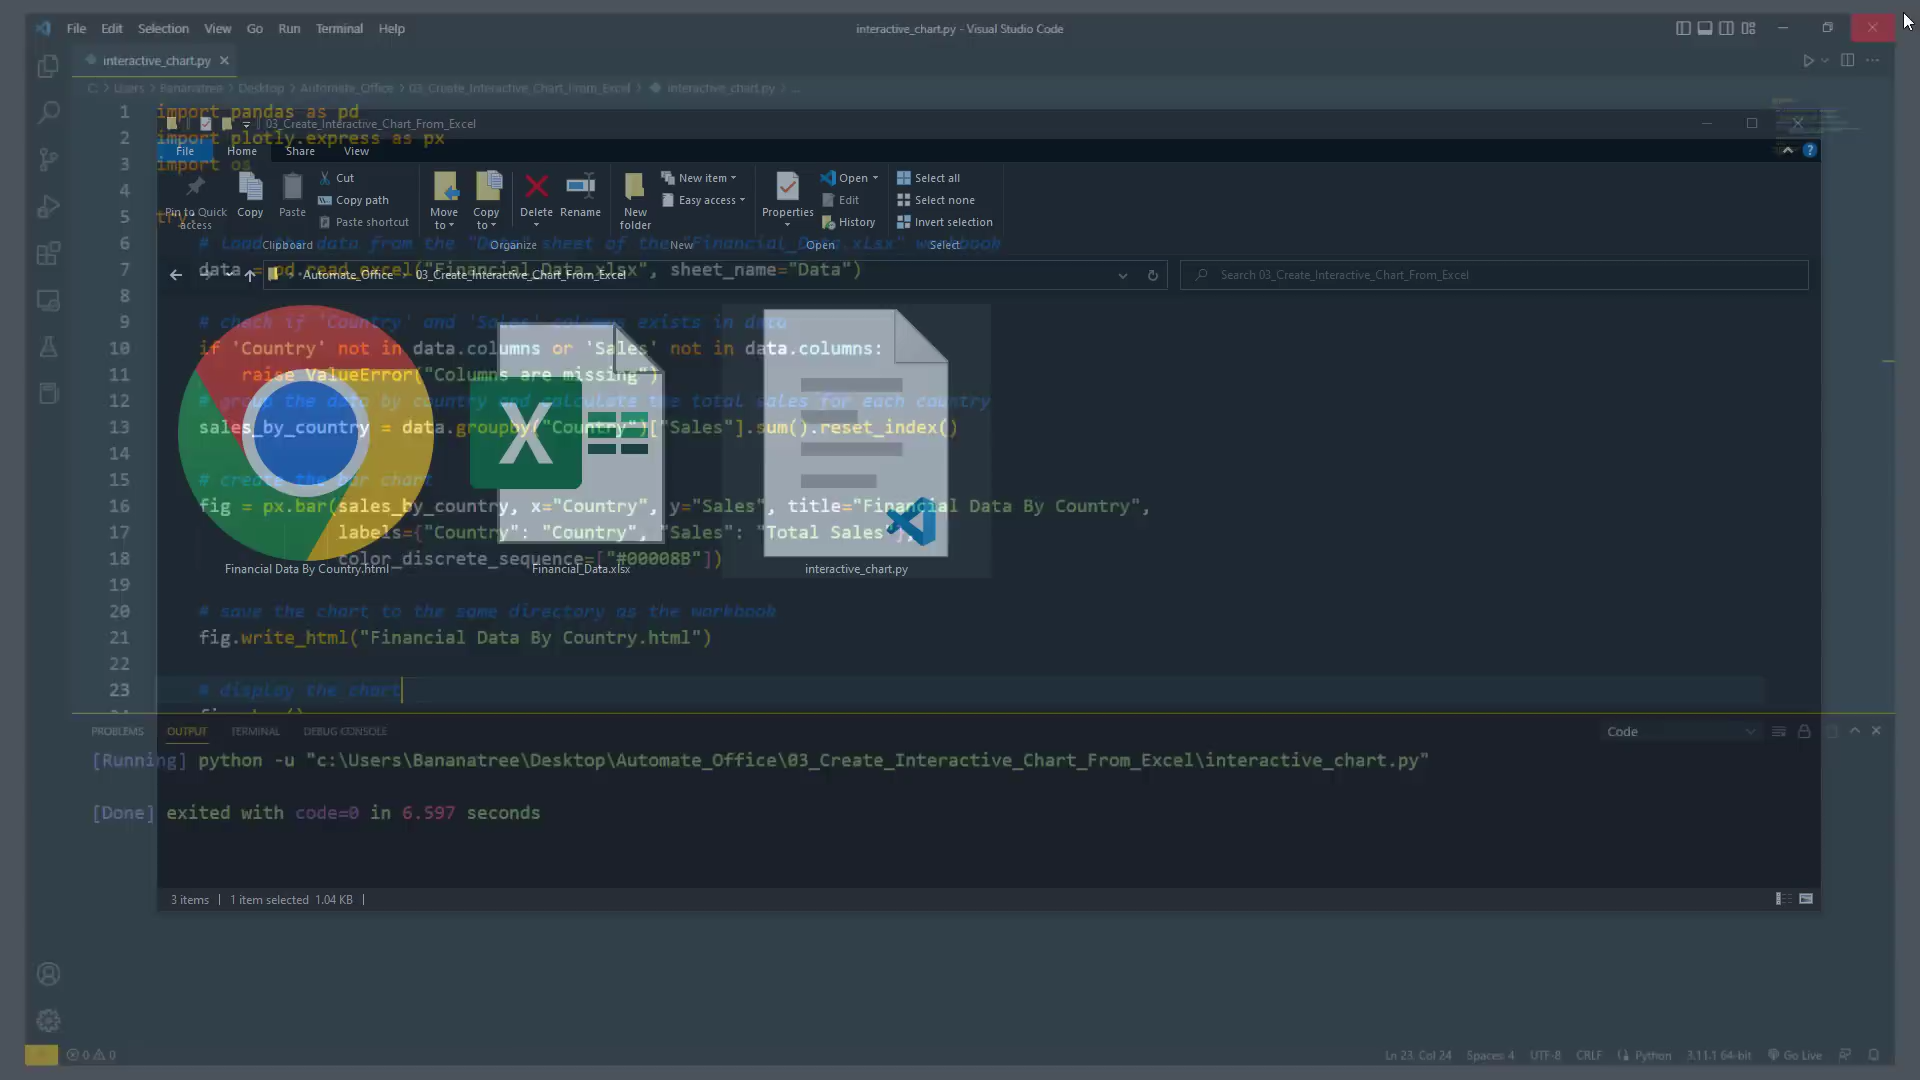 File Edit Selection View Go Run Terminal Help
interactive_chart.py - Visual Studio Code
interactive_chart.py
C: > Users > Bananatree > Desktop > Automate_Office > 03_Create_Interactive_Chart_From_Excel > interactive_chart.py > ...
03_Create_Interactive_Chart_From_Excel
File Home Share View
Pin to Quick access
Copy
Paste
Cut
Copy path
Paste shortcut
Clipboard
Move to
Copy to
Delete
Rename
Organize
New folder
New item
Easy access
New
Properties
Open
Edit
History
Open
Select all
Select none
Invert selection
Select
Automate_Office
03_Create_Interactive_Chart_From_Excel
Search 03_Create_Interactive_Chart_From_Excel
1 import pandas as pd
2 import plotly.express as px
3 import os
4
5 try:
6 # Load the data from the "Data" sheet of the "Financial_Data.xlsx" workbook
7 data = pd.read_excel("Financial_Data.xlsx", sheet_name="Data")
8
9 # check if 'Country' and 'Sales' columns exists in data
10 if 'Country' not in data.columns or 'Sales' not in data.columns:
11 raise ValueError("Columns are missing")
12 # group the data by country and calculate the total sales for each country
13 sales_by_country = data.groupby("Country")["Sales"].sum().reset_index()
14
15 # create the bar chart
16 fig = px.bar(sales_by_country, x="Country", y="Sales", title="Financial Data By Country",
17 labels={"Country": "Country", "Sales": "Total Sales"},
18 color_discrete_sequence=["#00008B"])
19
20 # save the chart to the same directory as the workbook
21 fig.write_html("Financial Data By Country.html")
22
23 # display the chart
Financial Data By Country.html
Financial_Data.xlsx
interactive_chart.py
PROBLEMS OUTPUT TERMINAL DEBUG CONSOLE
Code
[Running] python -u "c:\Users\Bananatree\Desktop\Automate_Office\03_Create_Interactive_Chart_From_Excel\interactive_chart.py"
[Done] exited with code=0 in 6.597 seconds
3 items | 1 item selected 1.04 KB |
0 0
Ln 23, Col 24 Spaces: 4 UTF-8 CRLF Python 3.11.1 64-bit Go Live